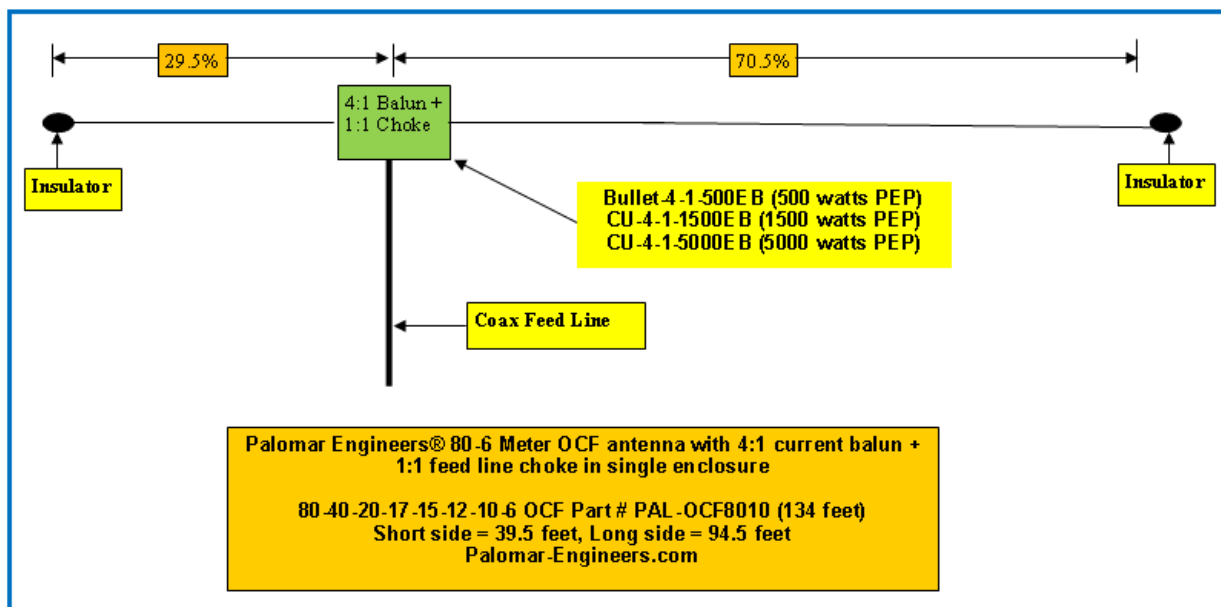 29.5%
70.5%
4:1 Balun +
1:1 Choke
Insulator
Insulator
Bullet-4-1-500EB (500 watts PEP)
CU-4-1-1500EB (1500 watts PEP)
CU-4-1-5000EB (5000 watts PEP)
Coax Feed Line
Palomar Engineers® 80-6 Meter OCF antenna with 4:1 current balun +
1:1 feed line choke in single enclosure
80-40-20-17-15-12-10-6 OCF Part # PAL-OCF8010 (134 feet)
Short side = 39.5 feet, Long side = 94.5 feet
Palomar-Engineers.com